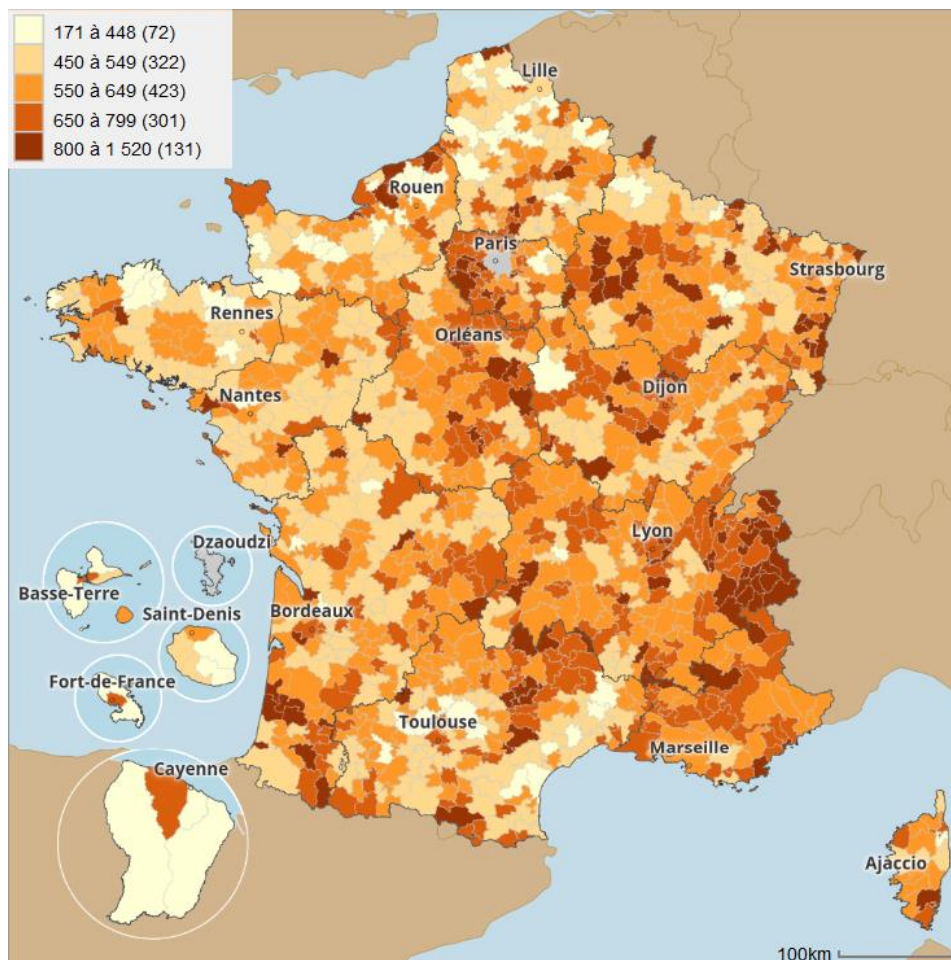 171 à 448 (72)
450 à 549 (322)
550 à 649 (423)
650 à 799 (301)
800 à 1 520 (131)
Lille
Rouen
Paris
Strasbourg
Rennes
Orléans
Nantes
Dijon
Lyon
Dzaoudzi
Basse-Terre
Saint-Denis
Bordeaux
Fort-de-France
Toulouse
Marseille
Cayenne
Ajaccio
100km